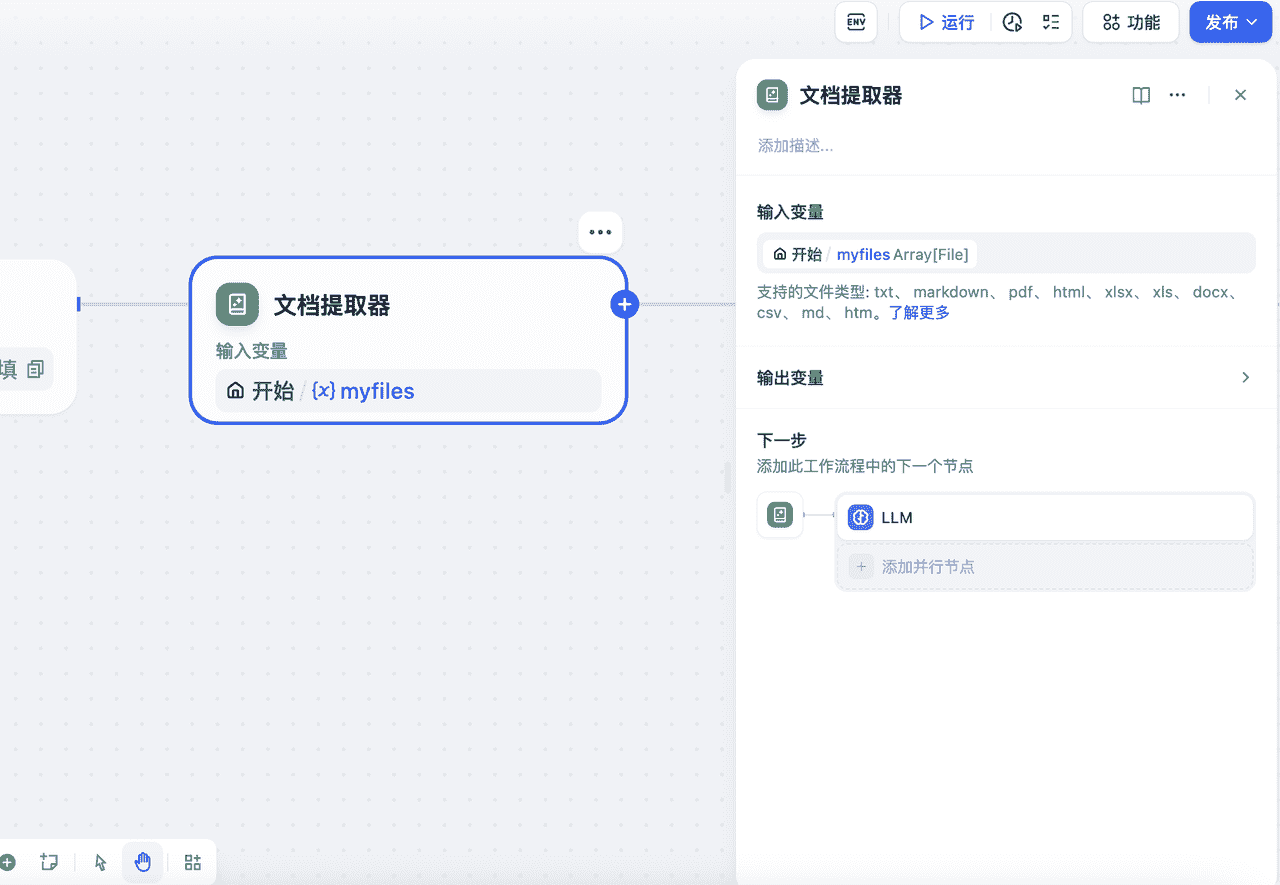 ENV
运行
功能
发布
文档提取器
添加描述...
输入变量
开始 / myfiles Array[File]
支持的文件类型: txt、 markdown、 pdf、 html、 xlsx、 xls、 docx、
csv、 md、 htm。了解更多
输出变量
下一步
添加此工作流程中的下一个节点
LLM
添加并行节点
文档提取器
输入变量
开始 / {x} myfiles
填